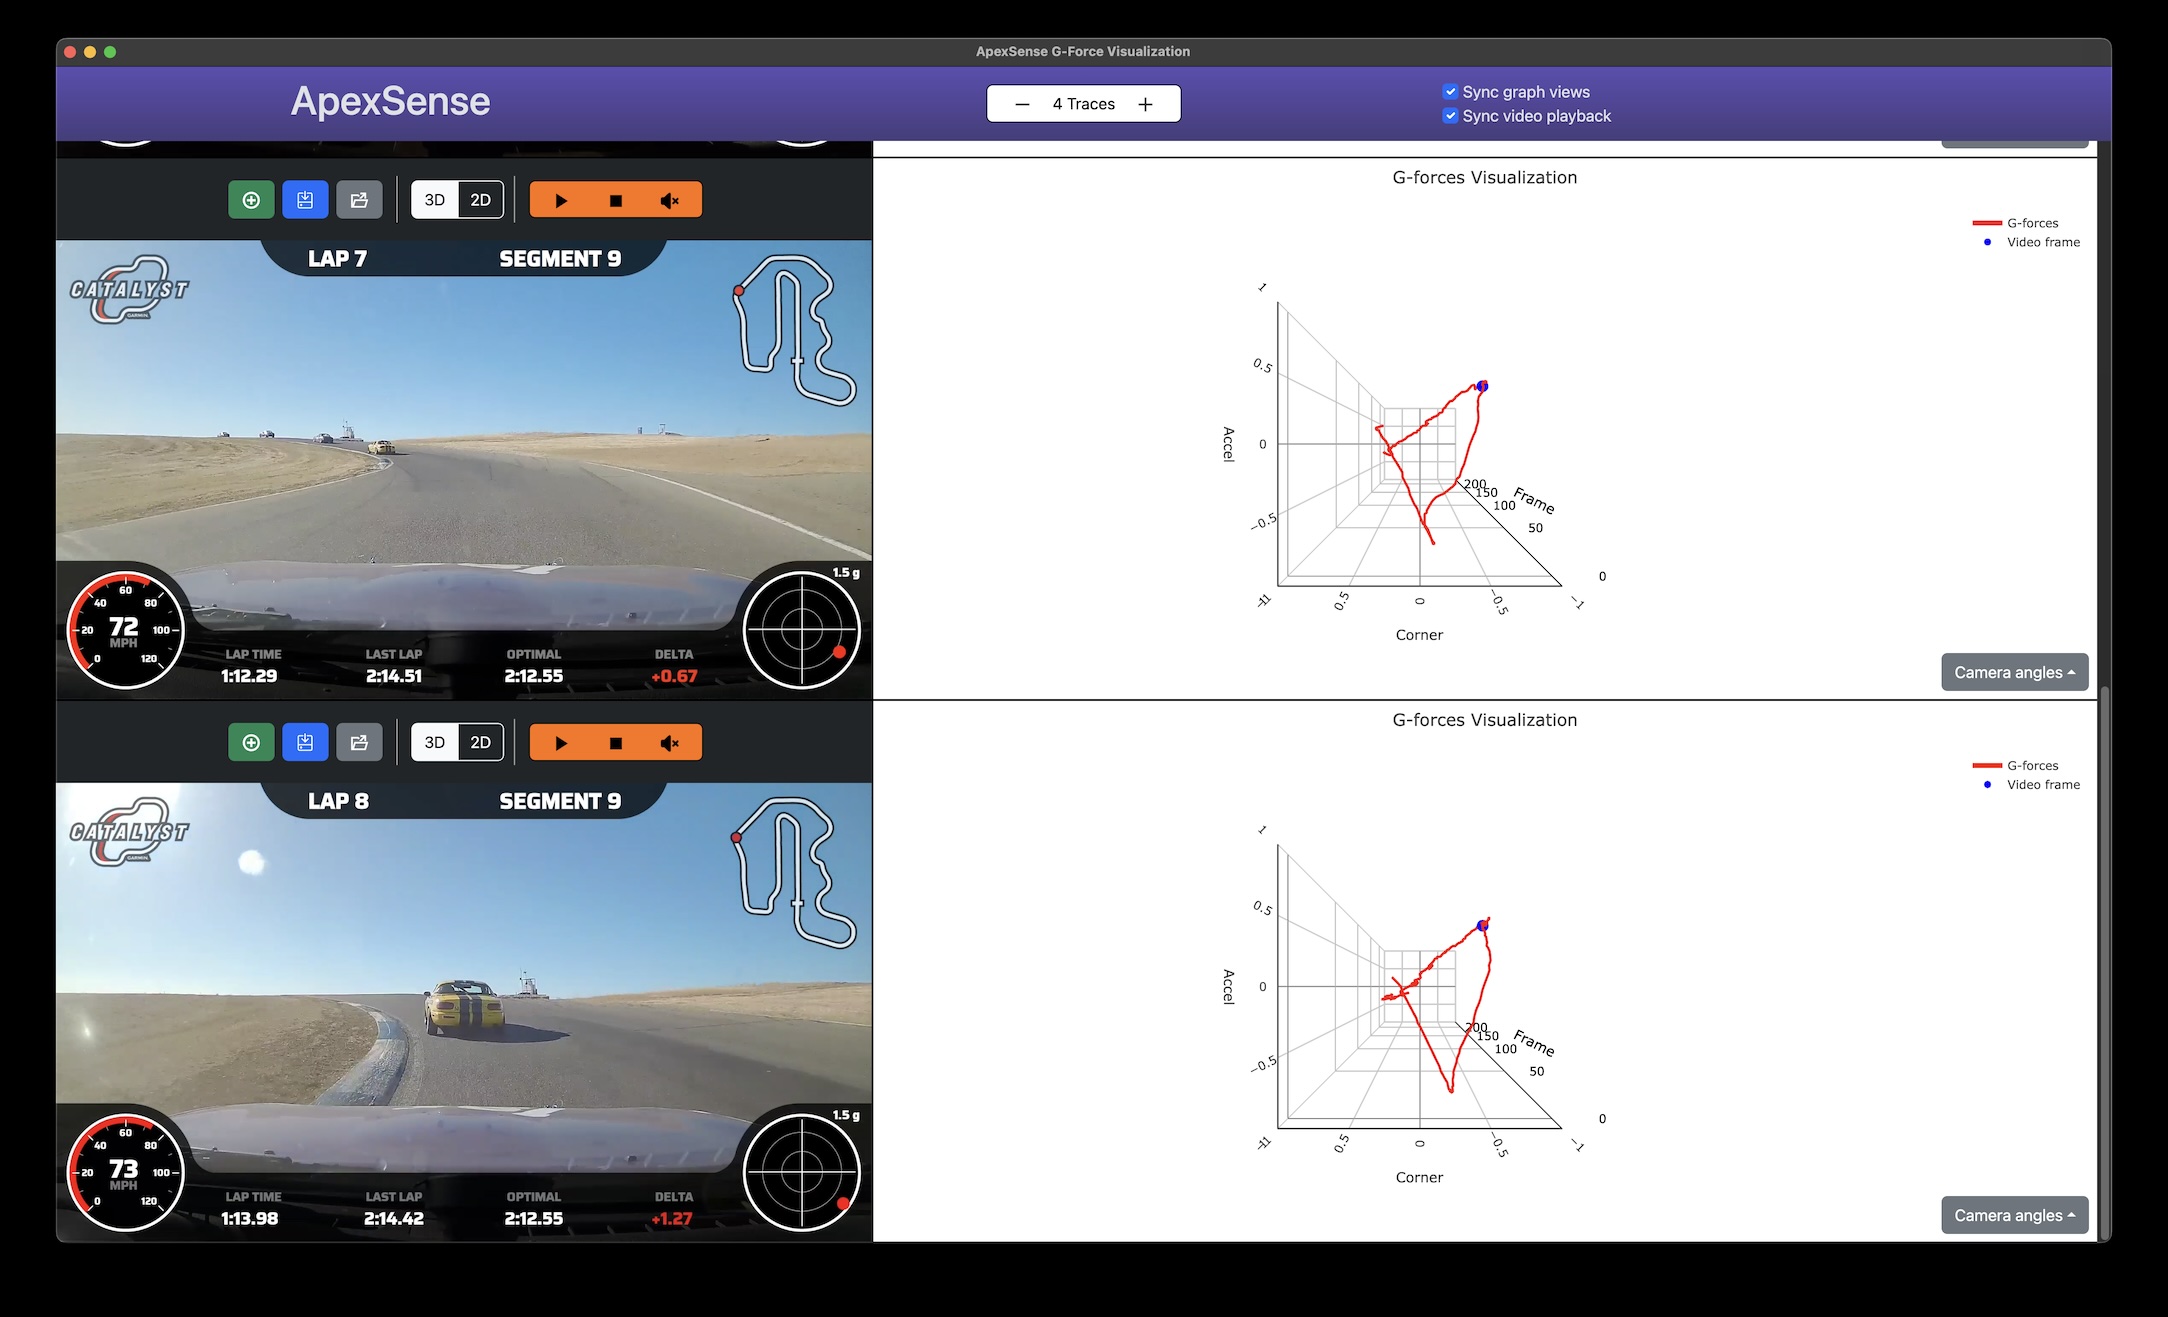 ApexSense G-Force Visualization
ApexSense
− 4 Traces +
Sync graph views
Sync video playback
3D 2D
LAP 7 SEGMENT 9
CATALYST
GARMIN
0 20 40 60 80 100 120
72
MPH
LAP TIME LAST LAP OPTIMAL DELTA
1:12.29 2:14.51 2:12.55 +0.67
1.5 g
G-forces Visualization
G-forces
Video frame
1
0.5
0
−0.5
−1
Accel
1 0.5 0 −0.5 −1
Corner
200 150 100 50 0
Frame
Camera angles
3D 2D
LAP 8 SEGMENT 9
CATALYST
GARMIN
0 20 40 60 80 100 120
73
MPH
LAP TIME LAST LAP OPTIMAL DELTA
1:13.98 2:14.42 2:12.55 +1.27
1.5 g
G-forces Visualization
G-forces
Video frame
1
0.5
0
−0.5
−1
Accel
1 0.5 0 −0.5 −1
Corner
200 150 100 50 0
Frame
Camera angles